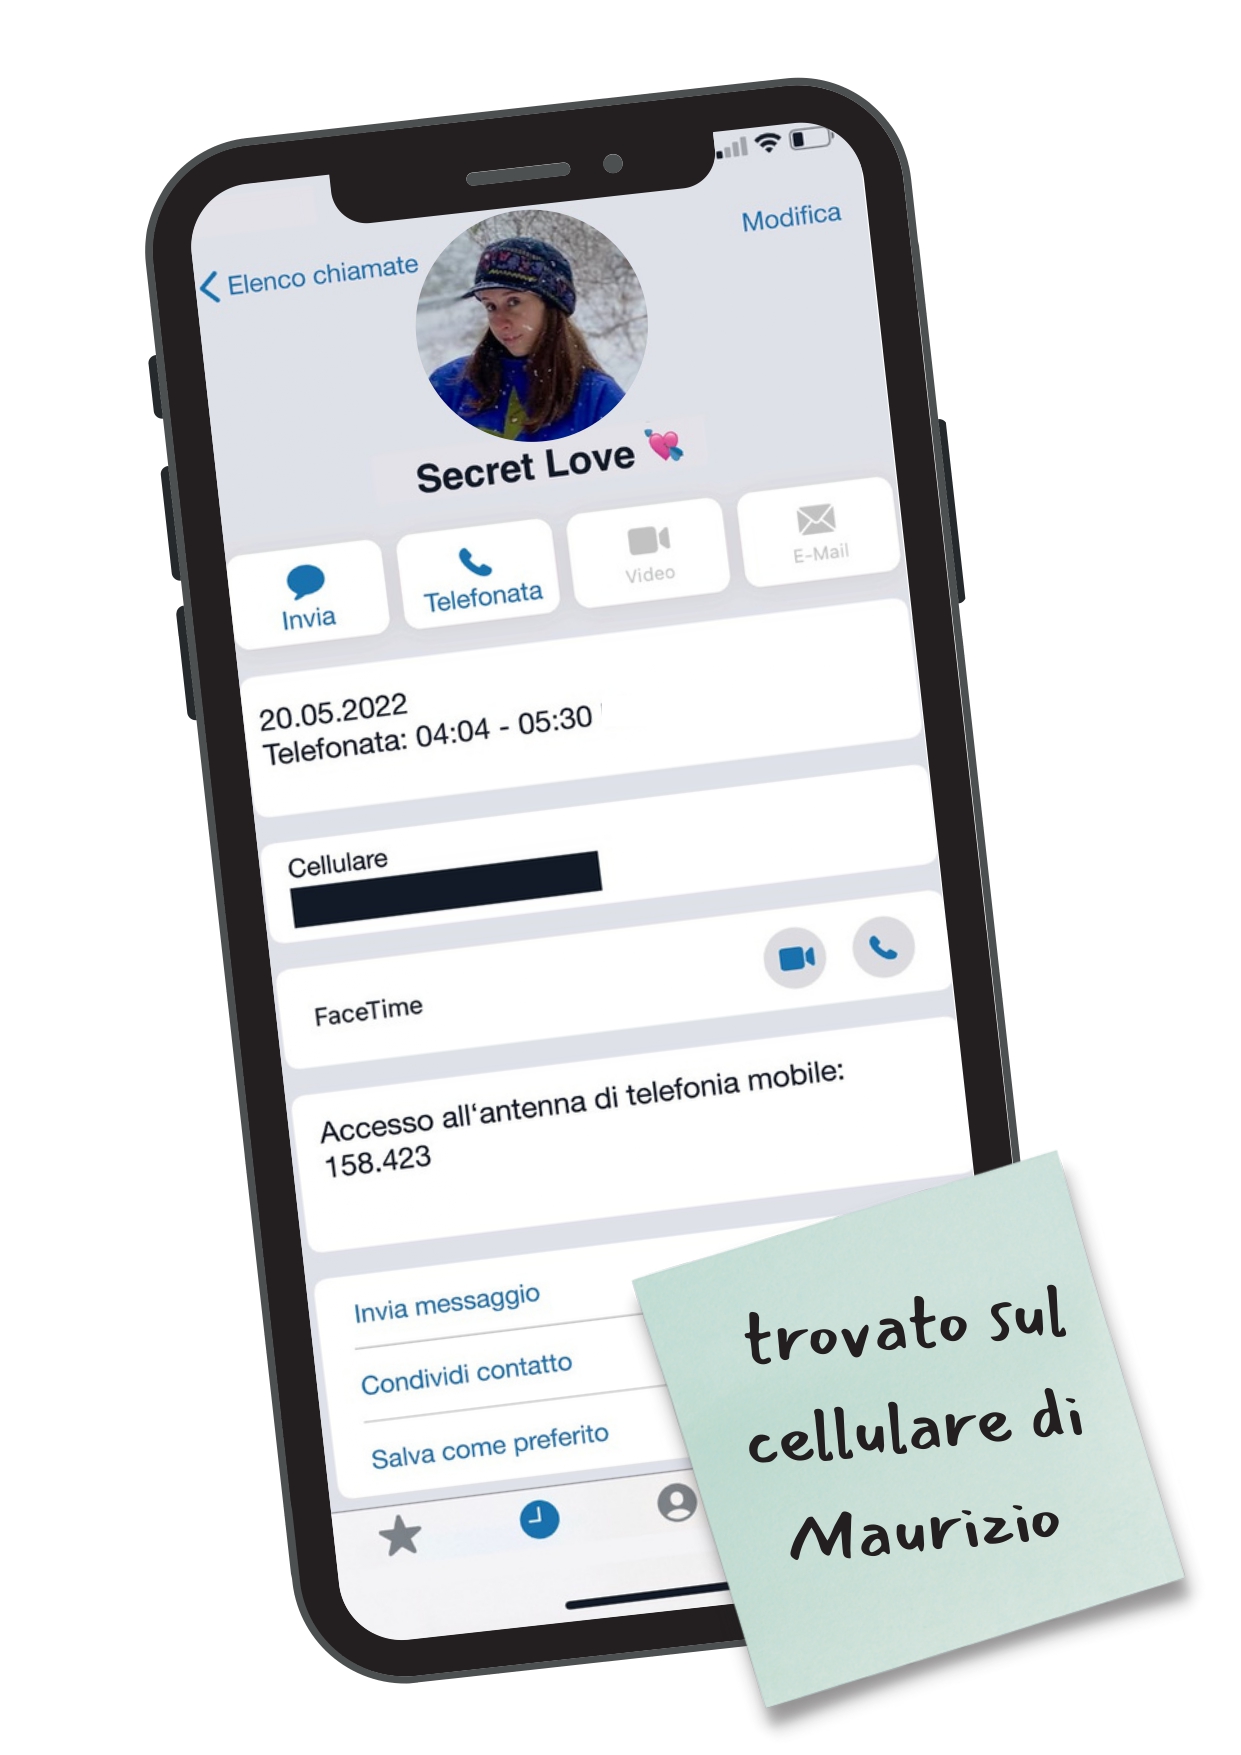 Modifica
Elenco chiamate
Secret Love 💘
Invia
Telefonata
Video
E-Mail
20.05.2022
Telefonata: 04:04 - 05:30
Cellulare
FaceTime
Accesso all‘antenna di telefonia mobile:
158.423
Invia messaggio
Condividi contatto
Salva come preferito
trovato sul
cellulare di
Maurizio